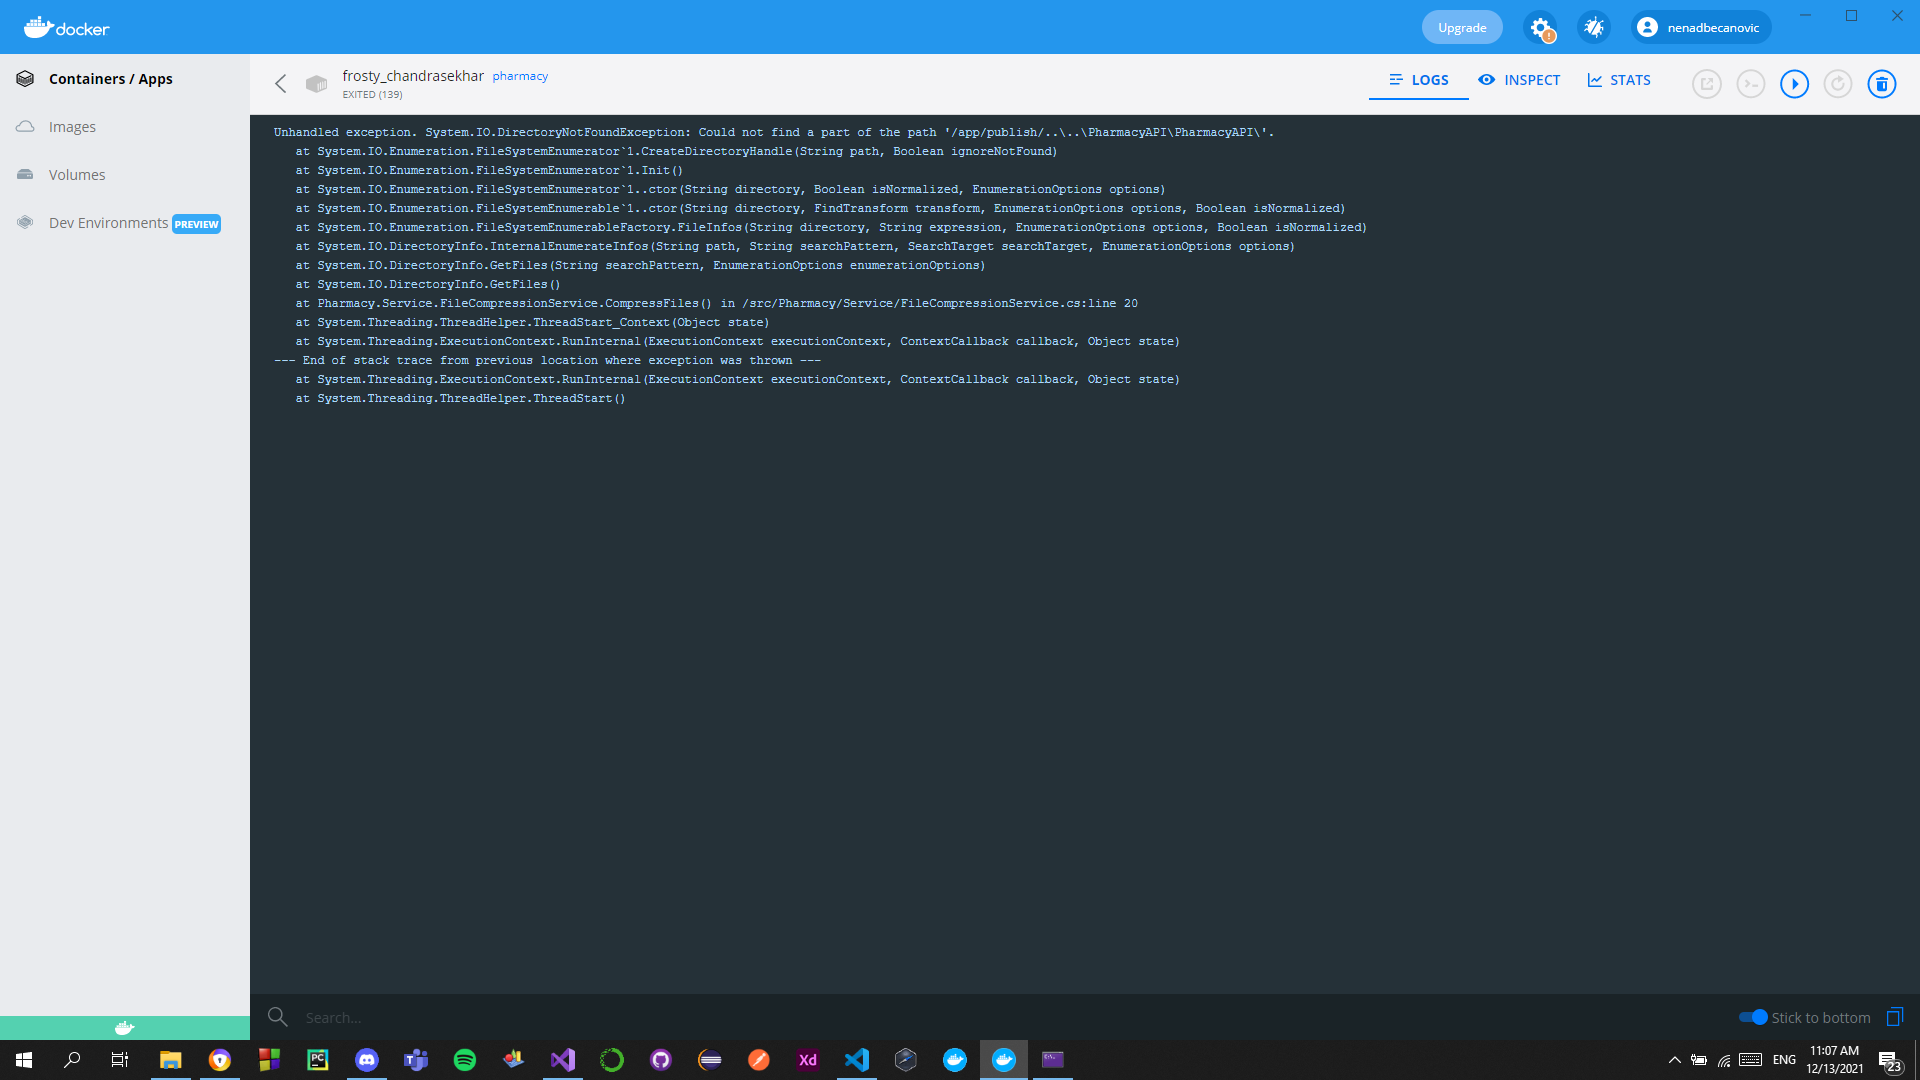 docker
Upgrade
nenadbecanovic
Containers / Apps
Images
Volumes
Dev Environments PREVIEW
frosty_chandrasekhar pharmacy
EXITED (139)
LOGS
INSPECT
STATS
Unhandled exception. System.IO.DirectoryNotFoundException: Could not find a part of the path '/app/publish/..\..\PharmacyAPI\PharmacyAPI\'.
at System.IO.Enumeration.FileSystemEnumerator`1.CreateDirectoryHandle(String path, Boolean ignoreNotFound)
at System.IO.Enumeration.FileSystemEnumerator`1.Init()
at System.IO.Enumeration.FileSystemEnumerator`1..ctor(String directory, Boolean isNormalized, EnumerationOptions options)
at System.IO.Enumeration.FileSystemEnumerable`1..ctor(String directory, FindTransform transform, EnumerationOptions options, Boolean isNormalized)
at System.IO.Enumeration.FileSystemEnumerableFactory.FileInfos(String directory, String expression, EnumerationOptions options, Boolean isNormalized)
at System.IO.DirectoryInfo.InternalEnumerateInfos(String path, String searchPattern, SearchTarget searchTarget, EnumerationOptions options)
at System.IO.DirectoryInfo.GetFiles(String searchPattern, EnumerationOptions enumerationOptions)
at System.IO.DirectoryInfo.GetFiles()
at Pharmacy.Service.FileCompressionService.CompressFiles() in /src/Pharmacy/Service/FileCompressionService.cs:line 20
at System.Threading.ThreadHelper.ThreadStart_Context(Object state)
at System.Threading.ExecutionContext.RunInternal(ExecutionContext executionContext, ContextCallback callback, Object state)
--- End of stack trace from previous location where exception was thrown ---
at System.Threading.ExecutionContext.RunInternal(ExecutionContext executionContext, ContextCallback callback, Object state)
at System.Threading.ThreadHelper.ThreadStart()
Search...
Stick to bottom
PC
Xd
ENG
11:07 AM
12/13/2021
23